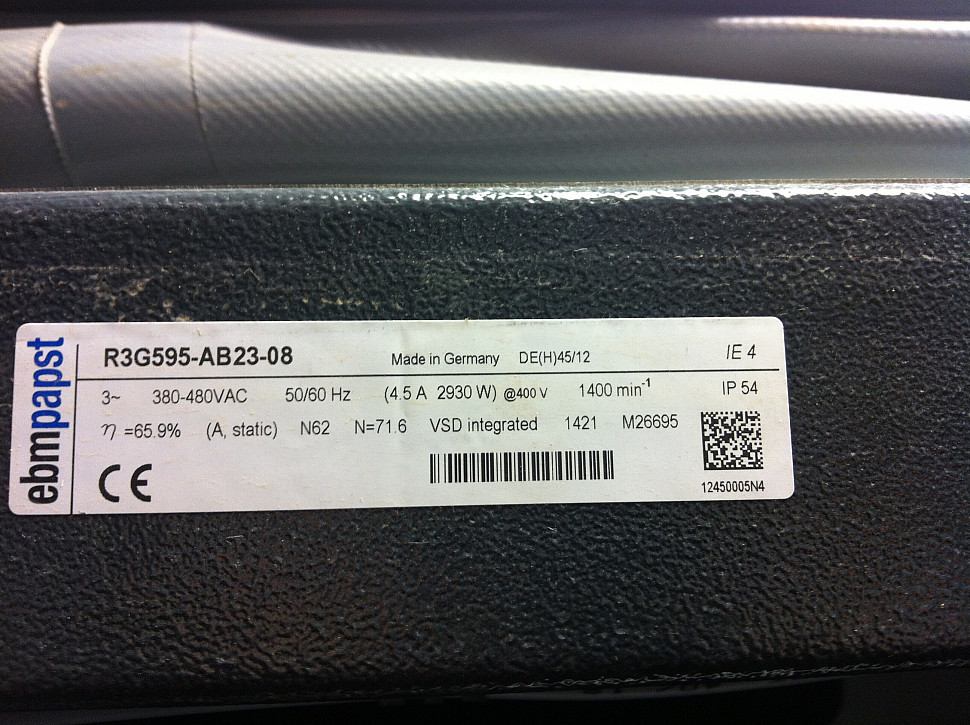 ebmpapst
R3G595-AB23-08 Made in Germany DE(H)45/12 IE 4
3~ 380-480VAC 50/60 Hz (4.5 A 2930 W) @400 V 1400 min⁻¹ IP 54
η =65.9% (A, static) N62 N=71.6 VSD integrated 1421 M26695
CE
12450005N4